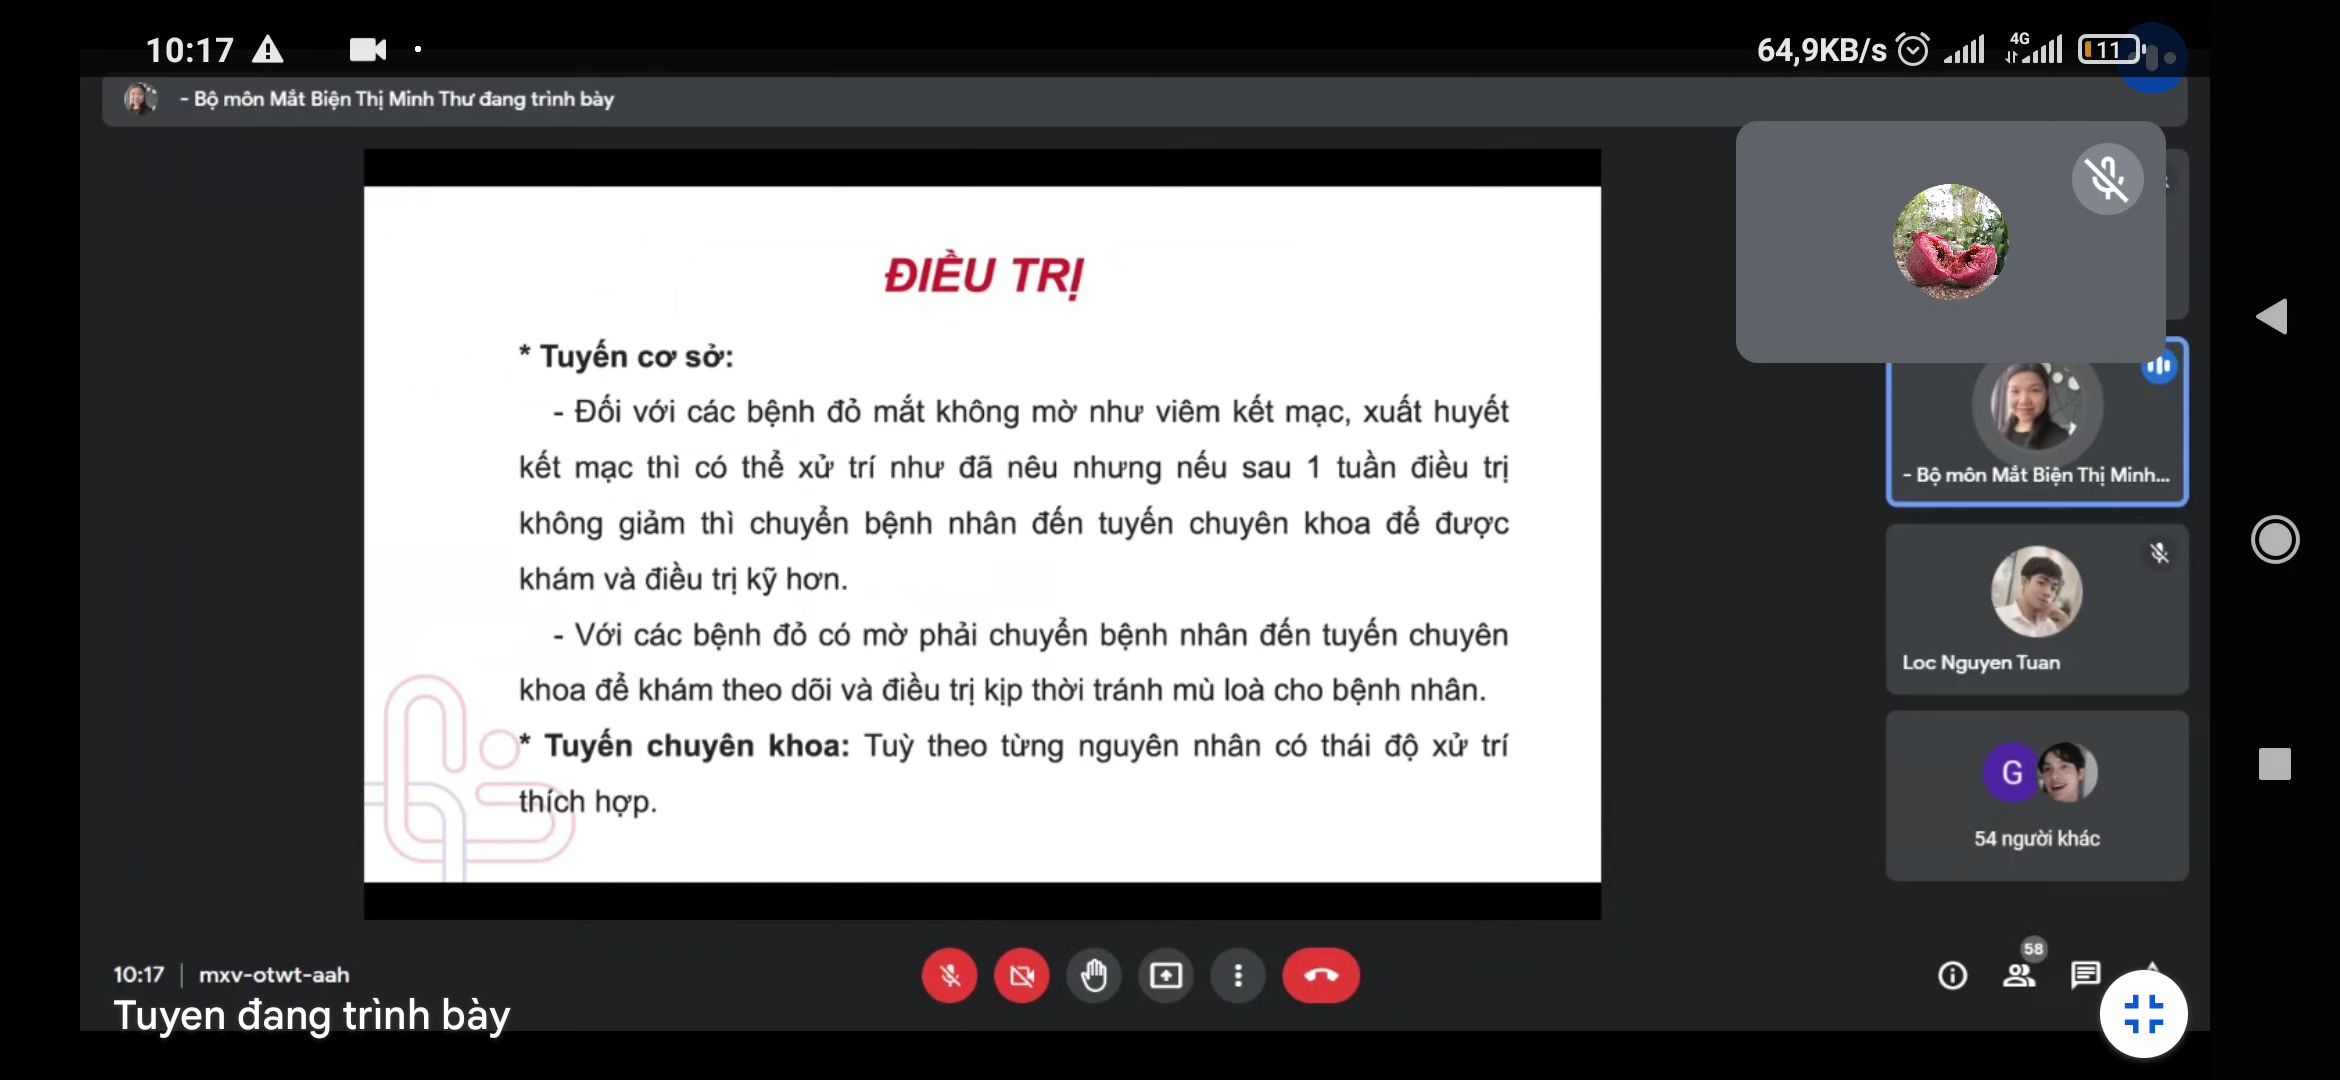 10:17
64,9KB/s
4G
11
- Bộ môn Mắt Biện Thị Minh Thư đang trình bày
ĐIỀU TRỊ
* Tuyến cơ sở:
- Đối với các bệnh đỏ mắt không mờ như viêm kết mạc, xuất huyết
kết mạc thì có thể xử trí như đã nêu nhưng nếu sau 1 tuần điều trị
không giảm thì chuyển bệnh nhân đến tuyến chuyên khoa để được
khám và điều trị kỹ hơn.
- Với các bệnh đỏ có mờ phải chuyển bệnh nhân đến tuyến chuyên
khoa để khám theo dõi và điều trị kịp thời tránh mù loà cho bệnh nhân.
* Tuyến chuyên khoa: Tuỳ theo từng nguyên nhân có thái độ xử trí
thích hợp.
- Bộ môn Mắt Biện Thị Minh...
Loc Nguyen Tuan
G
54 người khác
10:17 | mxv-otwt-aah
58
Tuyen đang trình bày